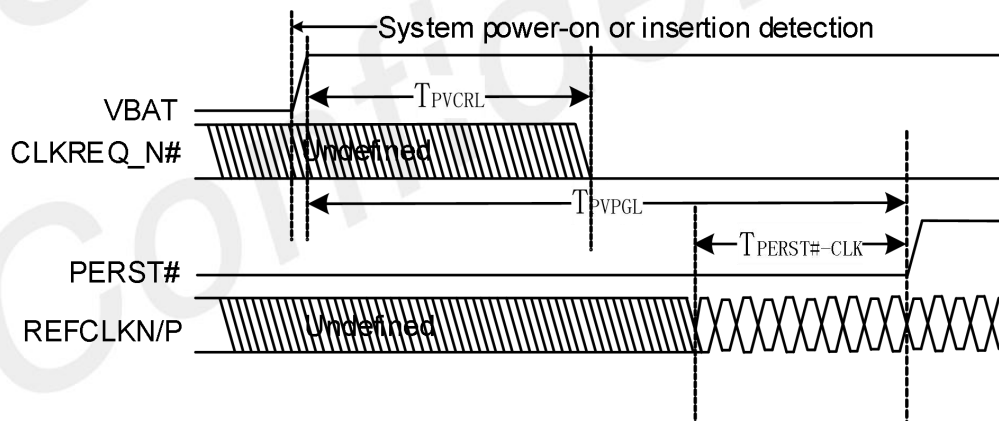 System power-on or insertion detection
TPVCRL
VBAT
CLKREQ_N#
Undefined
TPVPGL
TPERST#-CLK
PERST#
REFCLKN/P
Undefined